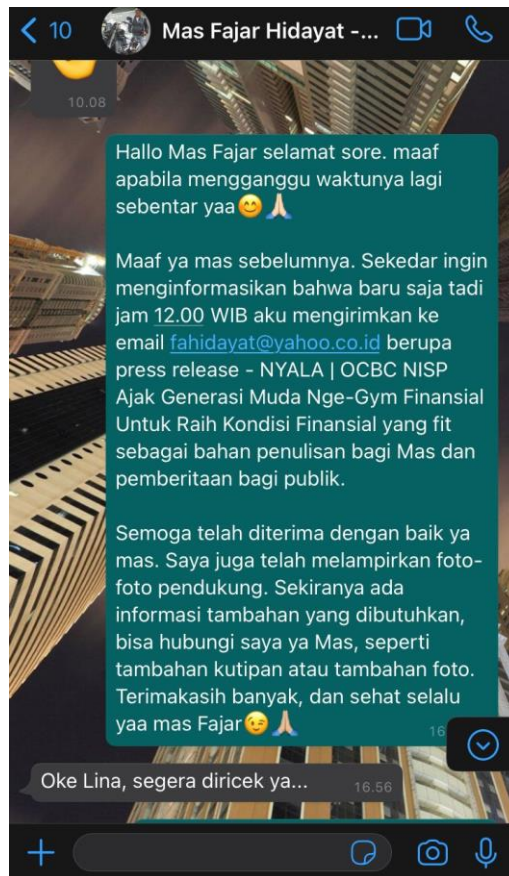 10
Mas Fajar Hidayat -...
10.08
Hallo Mas Fajar selamat sore. maaf
apabila mengganggu waktunya lagi
sebentar yaa😊🙏🏻
Maaf ya mas sebelumnya. Sekedar ingin
menginformasikan bahwa baru saja tadi
jam 12.00 WIB aku mengirimkan ke
email fahidayat@yahoo.co.id berupa
press release - NYALA | OCBC NISP
Ajak Generasi Muda Nge-Gym Finansial
Untuk Raih Kondisi Finansial yang fit
sebagai bahan penulisan bagi Mas dan
pemberitaan bagi publik.
Semoga telah diterima dengan baik ya
mas. Saya juga telah melampirkan foto-
foto pendukung. Sekiranya ada
informasi tambahan yang dibutuhkan,
bisa hubungi saya ya Mas, seperti
tambahan kutipan atau tambahan foto.
Terimakasih banyak, dan sehat selalu
yaa mas Fajar😉🙏🏻
16
Oke Lina, segera diricek ya...
16.56